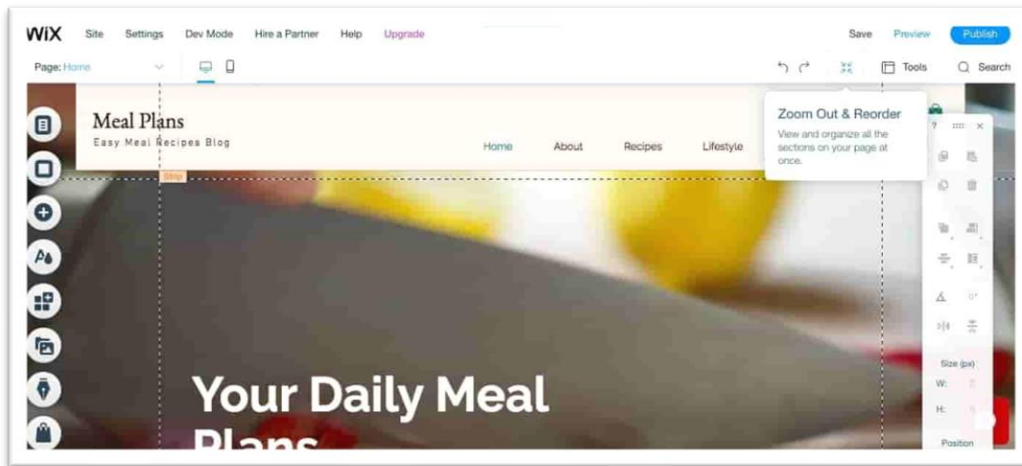 WiX Site Settings Dev Mode Hire a Partner Help Upgrade Save Preview Publish
Page: Home Tools Search
Zoom Out & Reorder
View and organize all the
sections on your page at
once.
Meal Plans
Easy Meal Recipes Blog
Home About Recipes Lifestyle
Strip
? ×
0°
Size (px)
W:
H:
Position
Your Daily Meal
Plans